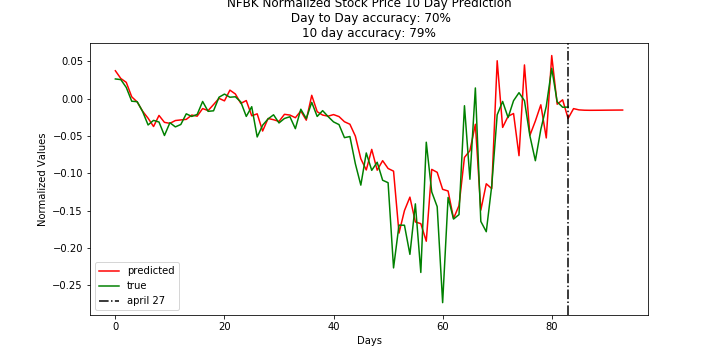 NFBK Normalized Stock Price 10 Day Prediction
Day to Day accuracy: 70%
10 day accuracy: 79%
Normalized Values
0.05
0.00
−0.05
−0.10
−0.15
−0.20
−0.25
predicted
true
april 27
0
20
40
60
80
Days